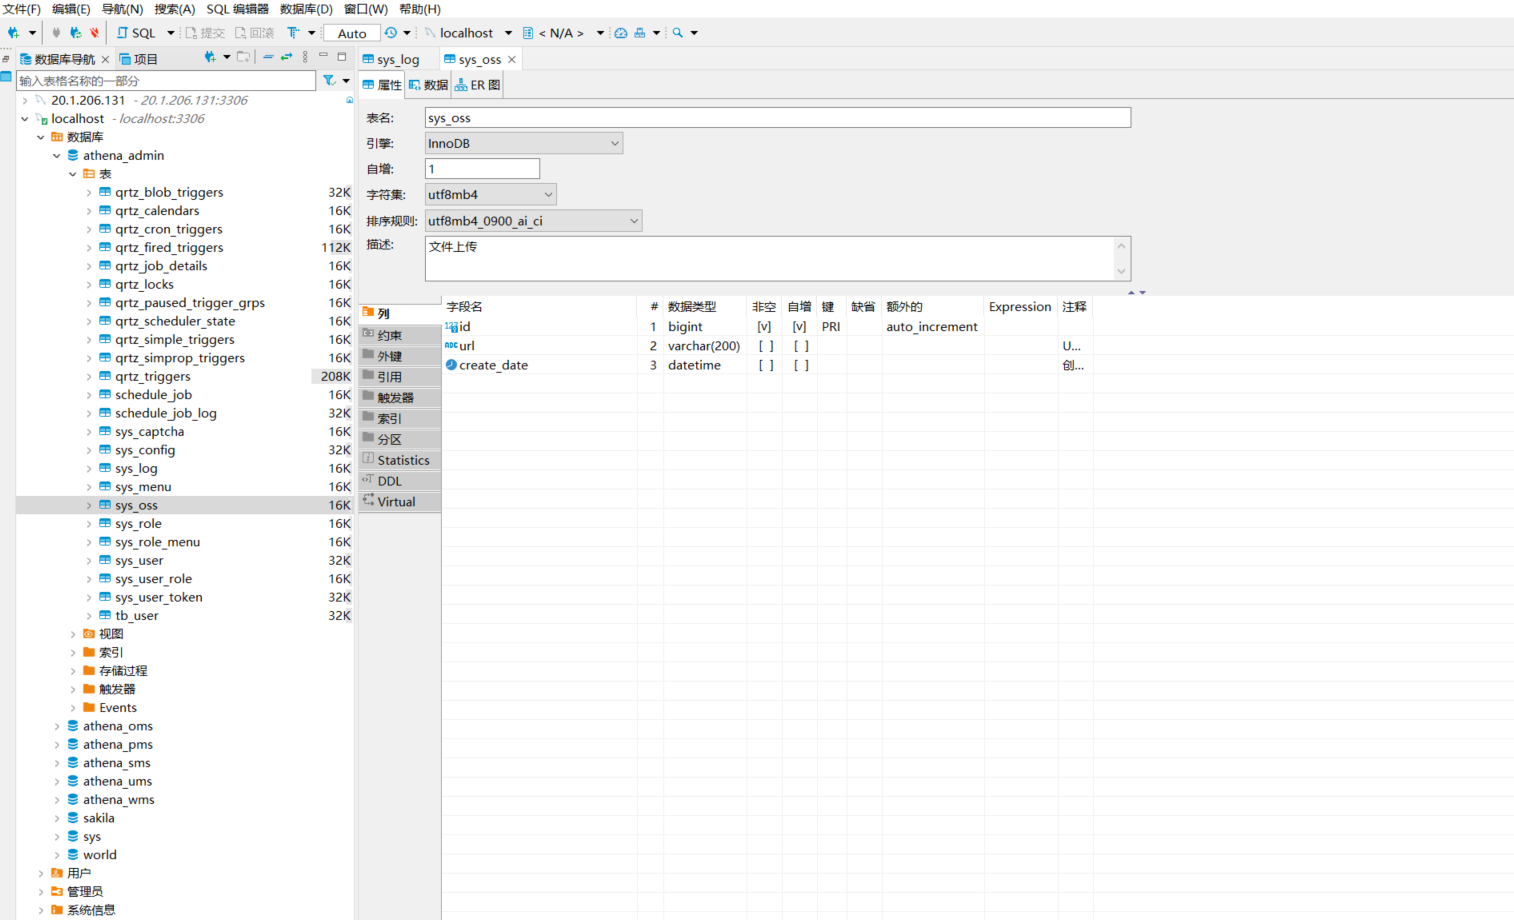 文件(F) 编辑(E) 导航(N) 搜索(A) SQL 编辑器 数据库(D) 窗口(W) 帮助(H)
SQL 提交 回滚 Auto localhost < N/A >
数据库导航 项目
输入表格名称的一部分
20.1.206.131 - 20.1.206.131:3306
localhost - localhost:3306
数据库
athena_admin
表
qrtz_blob_triggers 32K
qrtz_calendars 16K
qrtz_cron_triggers 16K
qrtz_fired_triggers 112K
qrtz_job_details 16K
qrtz_locks 16K
qrtz_paused_trigger_grps 16K
qrtz_scheduler_state 16K
qrtz_simple_triggers 16K
qrtz_simprop_triggers 16K
qrtz_triggers 208K
schedule_job 16K
schedule_job_log 32K
sys_captcha 16K
sys_config 32K
sys_log 16K
sys_menu 16K
sys_oss 16K
sys_role 16K
sys_role_menu 16K
sys_user 32K
sys_user_role 16K
sys_user_token 32K
tb_user 32K
视图
索引
存储过程
触发器
Events
athena_oms
athena_pms
athena_sms
athena_ums
athena_wms
sakila
sys
world
用户
管理员
系统信息
sys_log sys_oss
属性 数据 ER 图
表名: sys_oss
引擎: InnoDB
自增: 1
字符集: utf8mb4
排序规则: utf8mb4_0900_ai_ci
描述: 文件上传
列
约束
外键
引用
触发器
索引
分区
Statistics
DDL
Virtual
字段名 # 数据类型 非空 自增 键 缺省 额外的 Expression 注释
123 id 1 bigint [v] [v] PRI auto_increment
ABC url 2 varchar(200) [ ] [ ] U...
create_date 3 datetime [ ] [ ] 创...